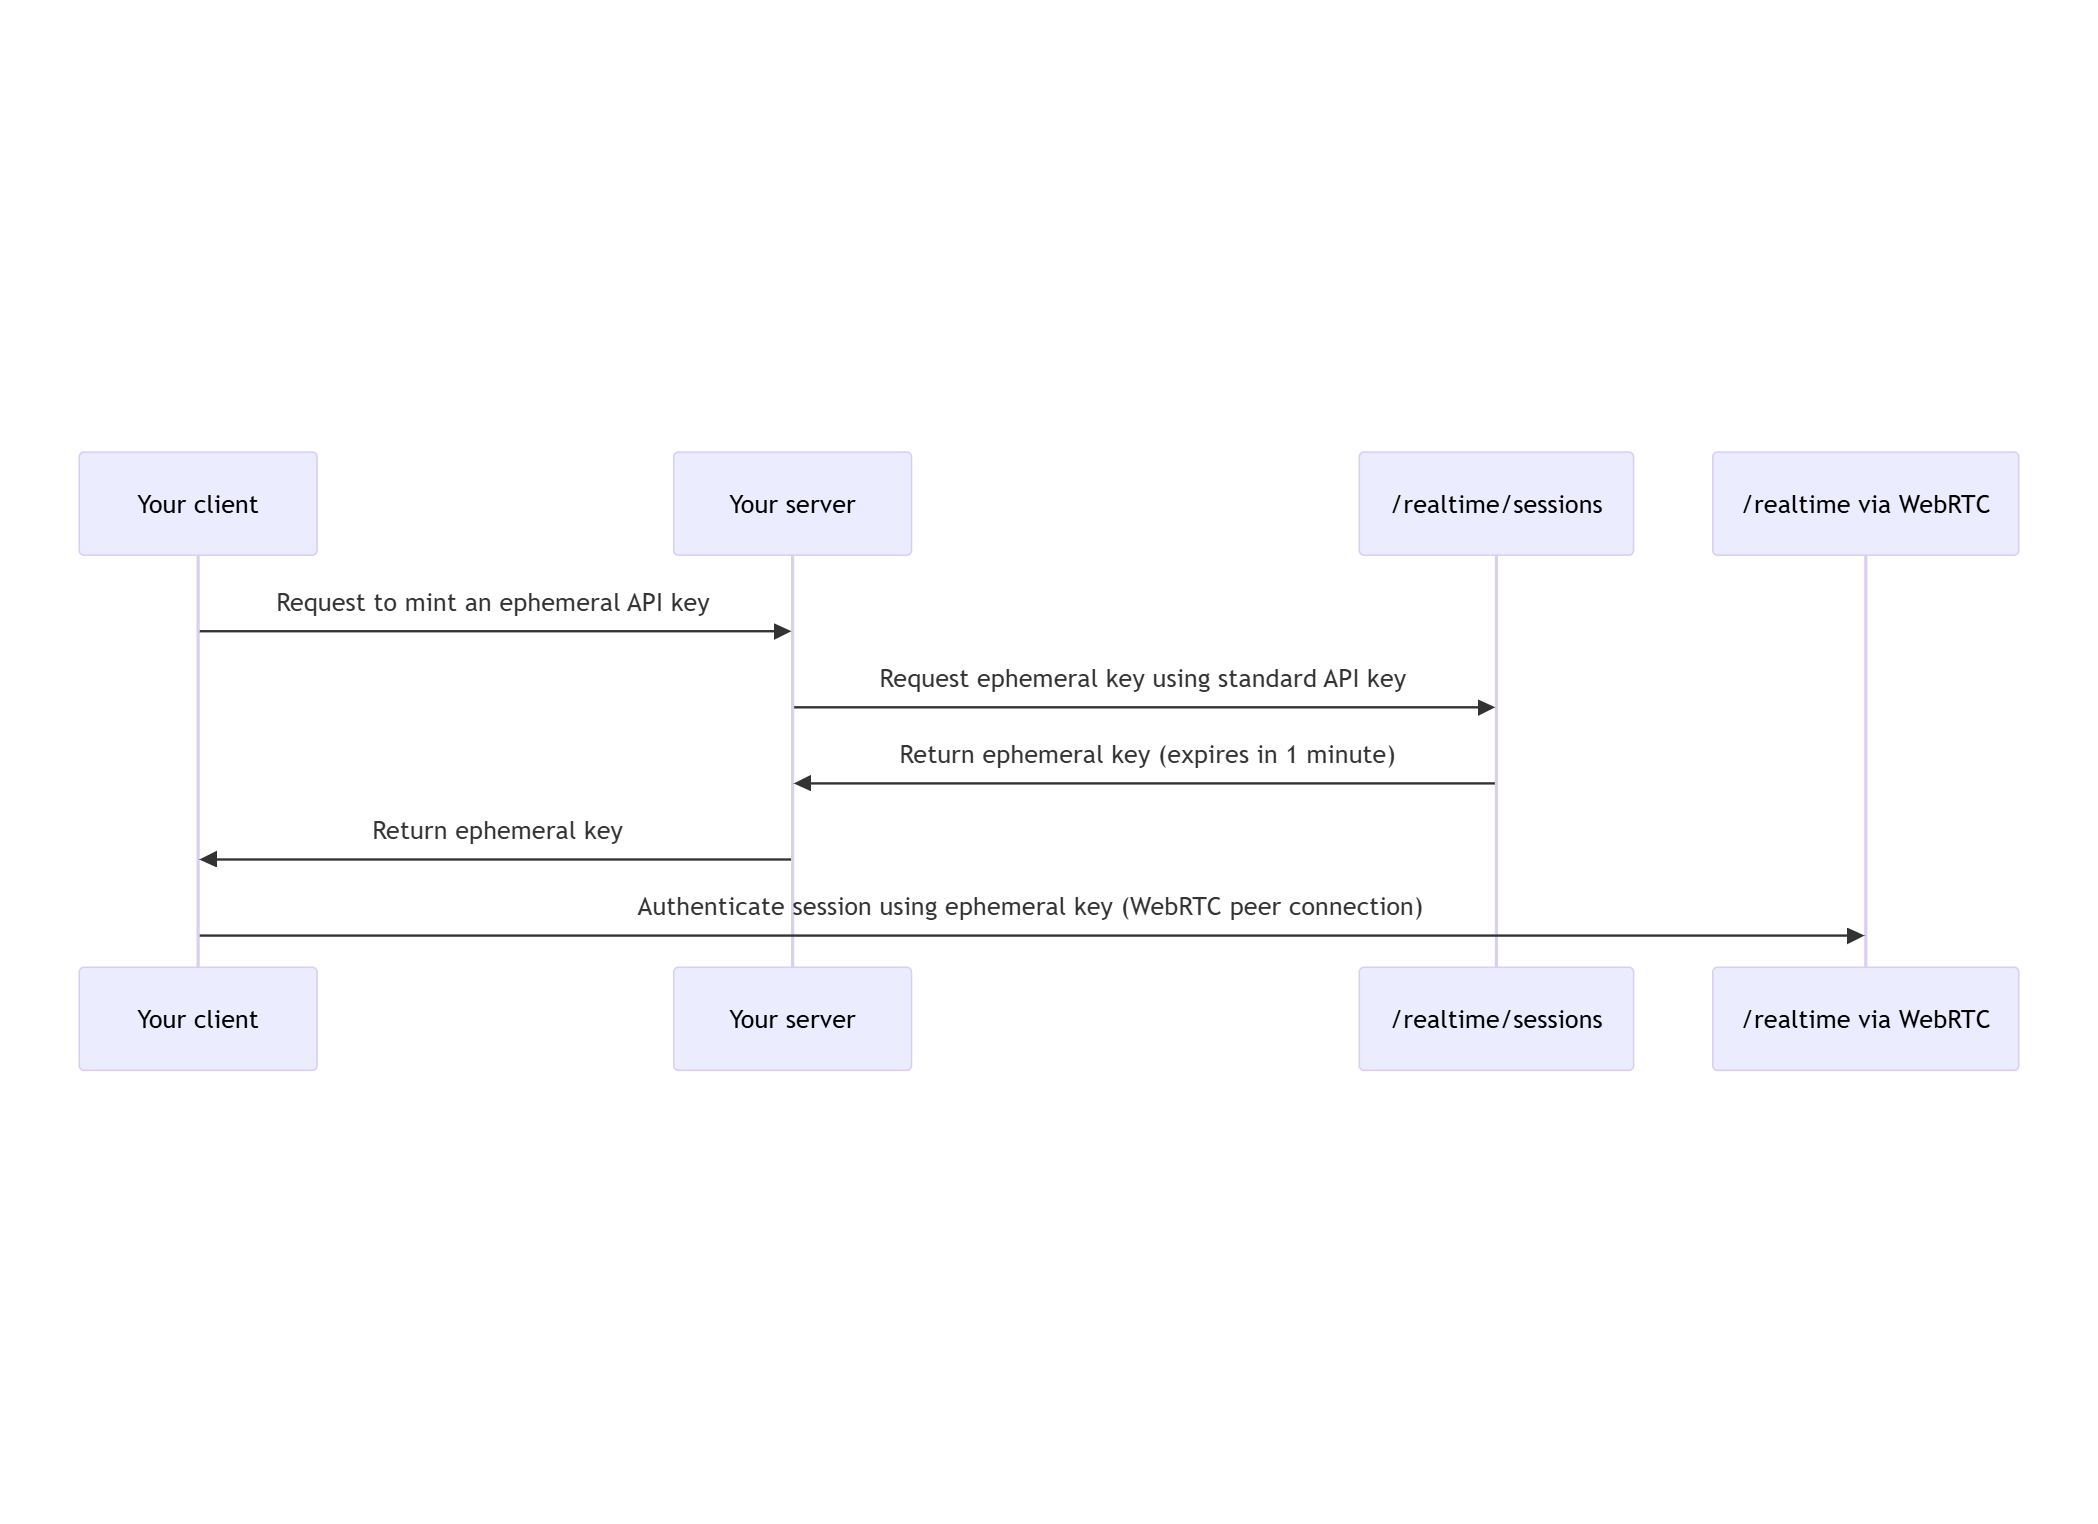 Your client
Your server
/realtime/sessions
/realtime via WebRTC
Request to mint an ephemeral API key
Request ephemeral key using standard API key
Return ephemeral key (expires in 1 minute)
Return ephemeral key
Authenticate session using ephemeral key (WebRTC peer connection)
Your client
Your server
/realtime/sessions
/realtime via WebRTC